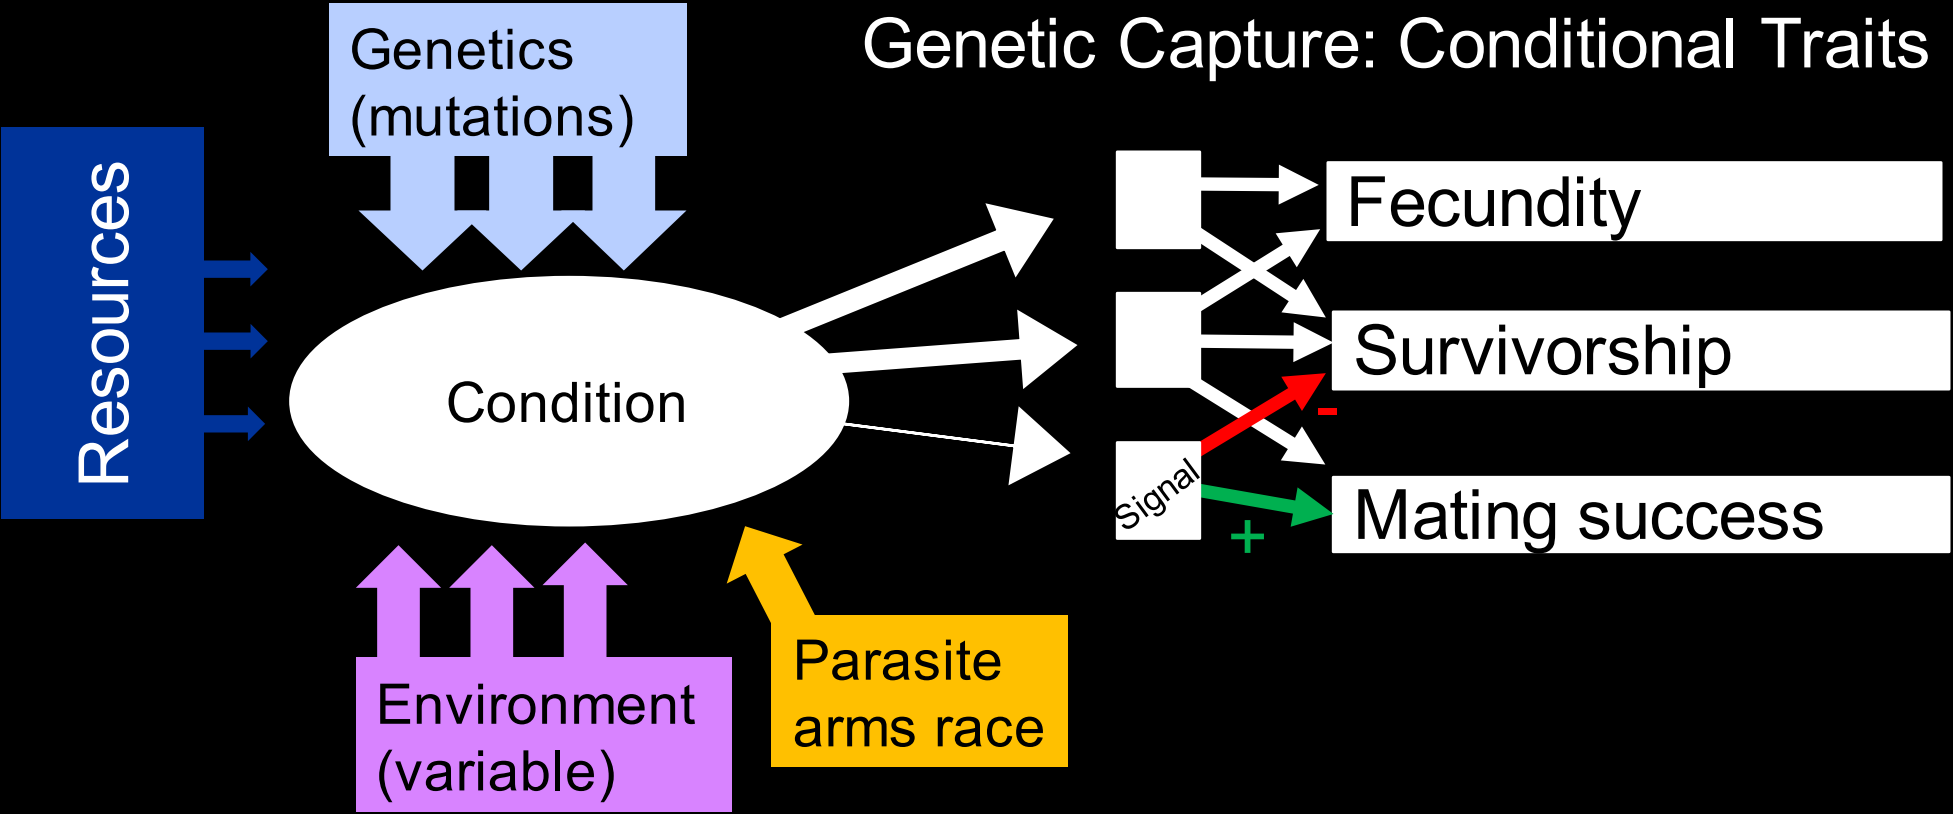 Genetic Capture: Conditional Traits
Genetics
(mutations)
Resources
Condition
Fecundity
Survivorship
-
Signal
+
Mating success
Environment
(variable)
Parasite
arms race